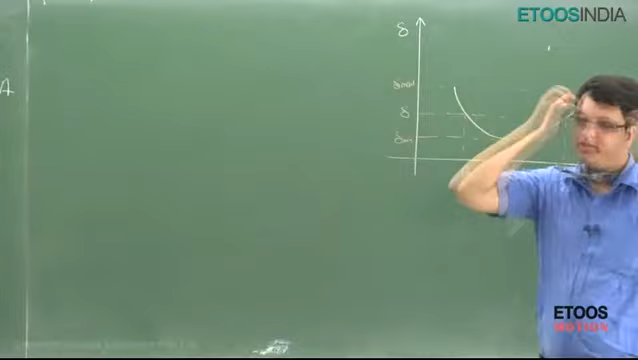 ETOOSINDIA
δ
δmax
δ
δmin
A
ETOOS
MOTION